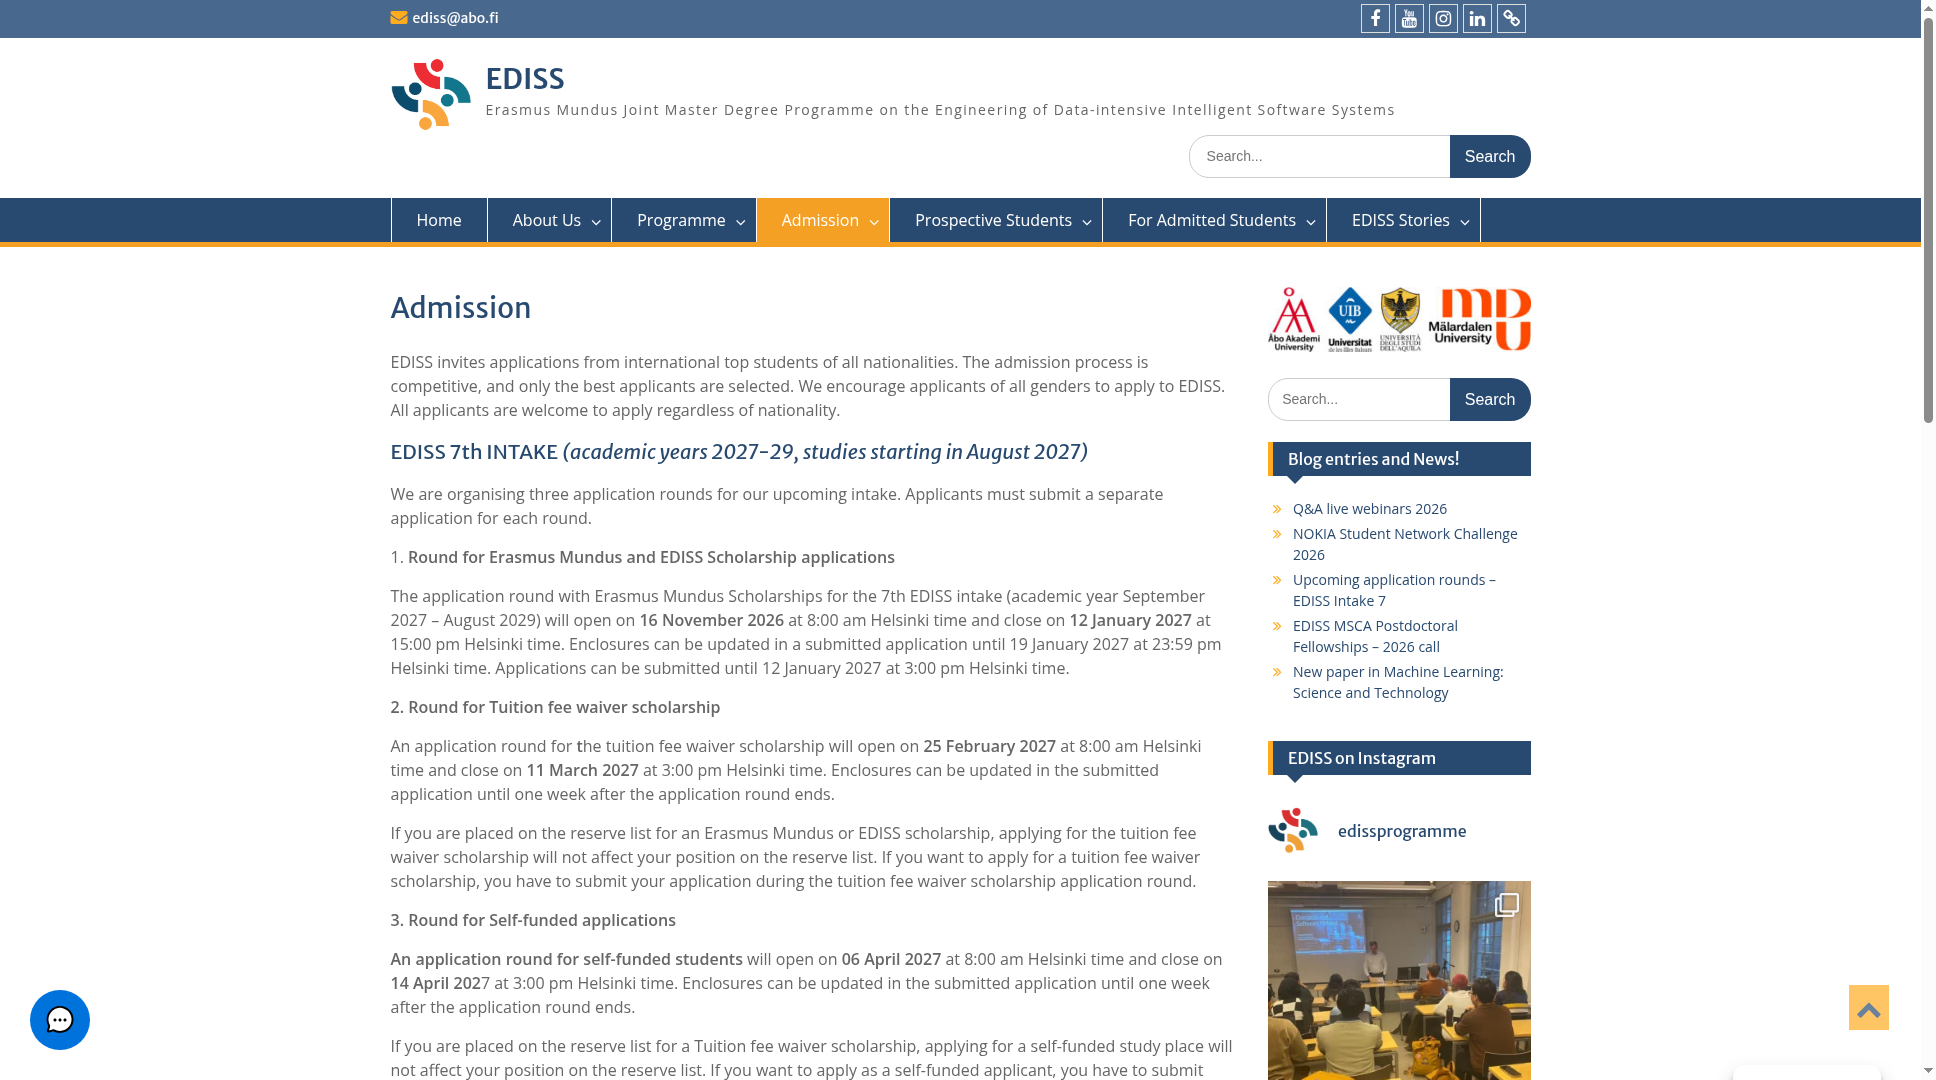 ediss@abo.fi
EDISS
Erasmus Mundus Joint Master Degree Programme on the Engineering of Data-intensive Intelligent Software Systems
Search...
Search
Home
About Us
Programme
Admission
Prospective Students
For Admitted Students
EDISS Stories
Admission
EDISS invites applications from international top students of all nationalities. The admission process is
competitive, and only the best applicants are selected. We encourage applicants of all genders to apply to EDISS.
All applicants are welcome to apply regardless of nationality.
EDISS 7th INTAKE (academic years 2027-29, studies starting in August 2027)
We are organising three application rounds for our upcoming intake. Applicants must submit a separate
application for each round.
1. Round for Erasmus Mundus and EDISS Scholarship applications
The application round with Erasmus Mundus Scholarships for the 7th EDISS intake (academic year September
2027 – August 2029) will open on 16 November 2026 at 8:00 am Helsinki time and close on 12 January 2027 at
15:00 pm Helsinki time. Enclosures can be updated in a submitted application until 19 January 2027 at 23:59 pm
Helsinki time. Applications can be submitted until 12 January 2027 at 3:00 pm Helsinki time.
2. Round for Tuition fee waiver scholarship
An application round for the tuition fee waiver scholarship will open on 25 February 2027 at 8:00 am Helsinki
time and close on 11 March 2027 at 3:00 pm Helsinki time. Enclosures can be updated in the submitted
application until one week after the application round ends.
If you are placed on the reserve list for an Erasmus Mundus or EDISS scholarship, applying for the tuition fee
waiver scholarship will not affect your position on the reserve list. If you want to apply for a tuition fee waiver
scholarship, you have to submit your application during the tuition fee waiver scholarship application round.
3. Round for Self-funded applications
An application round for self-funded students will open on 06 April 2027 at 8:00 am Helsinki time and close on
14 April 2027 at 3:00 pm Helsinki time. Enclosures can be updated in the submitted application until one week
after the application round ends.
If you are placed on the reserve list for a Tuition fee waiver scholarship, applying for a self-funded study place will
not affect your position on the reserve list. If you want to apply as a self-funded applicant, you have to submit
Åbo Akademi
University
UIB
Universitat
de les Illes Balears
UNIVERSITÀ
DEGLI STUDI
DELL'AQUILA
mdu
Mälardalen
University
Search...
Search
Blog entries and News!
Q&A live webinars 2026
NOKIA Student Network Challenge
2026
Upcoming application rounds –
EDISS Intake 7
EDISS MSCA Postdoctoral
Fellowships – 2026 call
New paper in Machine Learning:
Science and Technology
EDISS on Instagram
edissprogramme